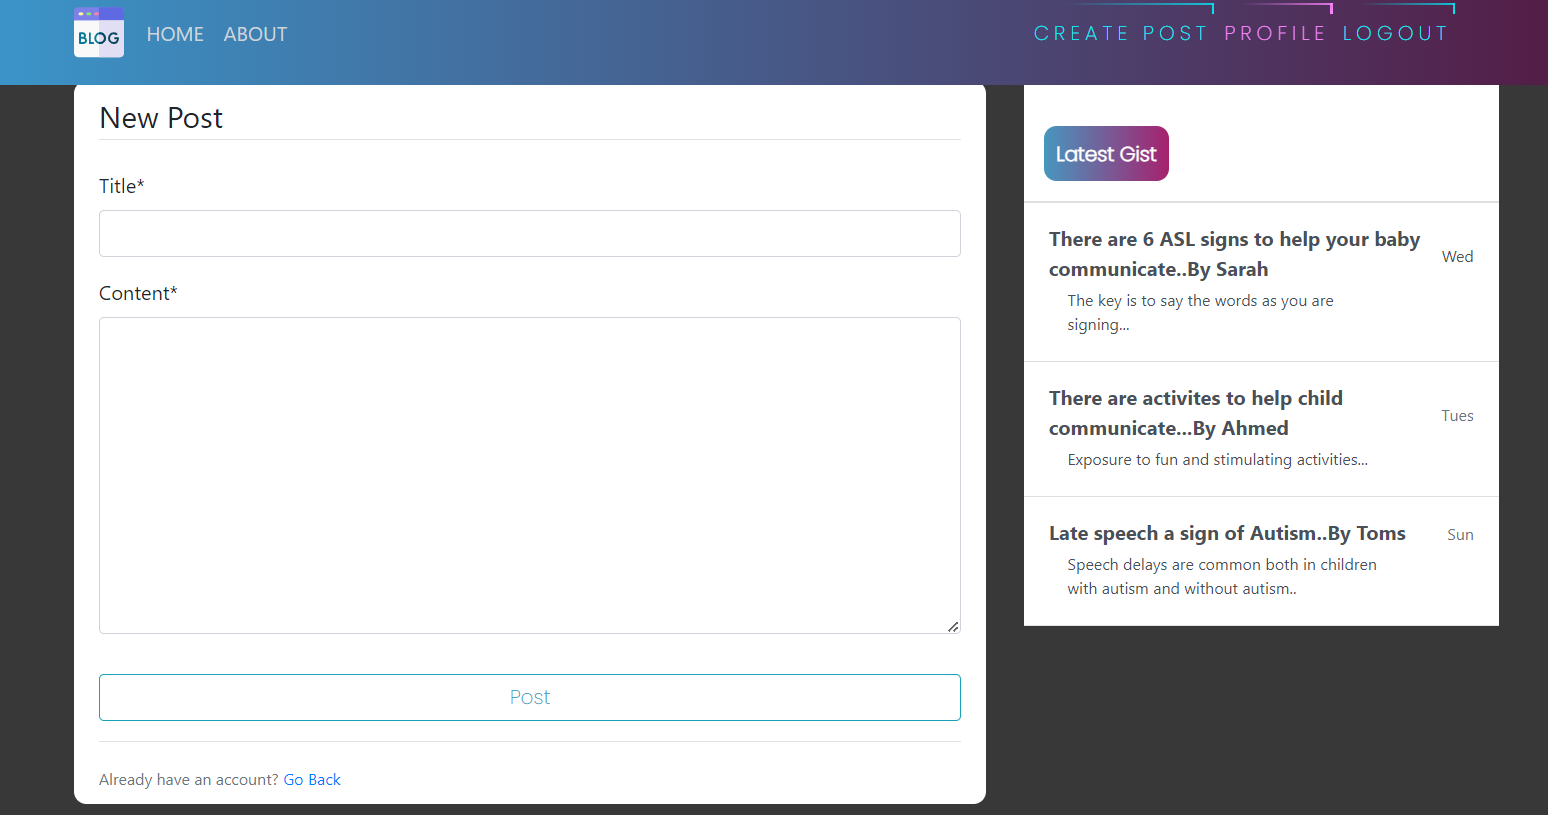 BLOG
HOME ABOUT
CREATE POST PROFILE LOGOUT
New Post
Title*
Content*
Post
Already have an account? Go Back
Latest Gist
There are 6 ASL signs to help your baby
communicate..By Sarah
Wed
The key is to say the words as you are
signing...
There are activites to help child
communicate...By Ahmed
Tues
Exposure to fun and stimulating activities...
Late speech a sign of Autism..By Toms
Sun
Speech delays are common both in children
with autism and without autism..